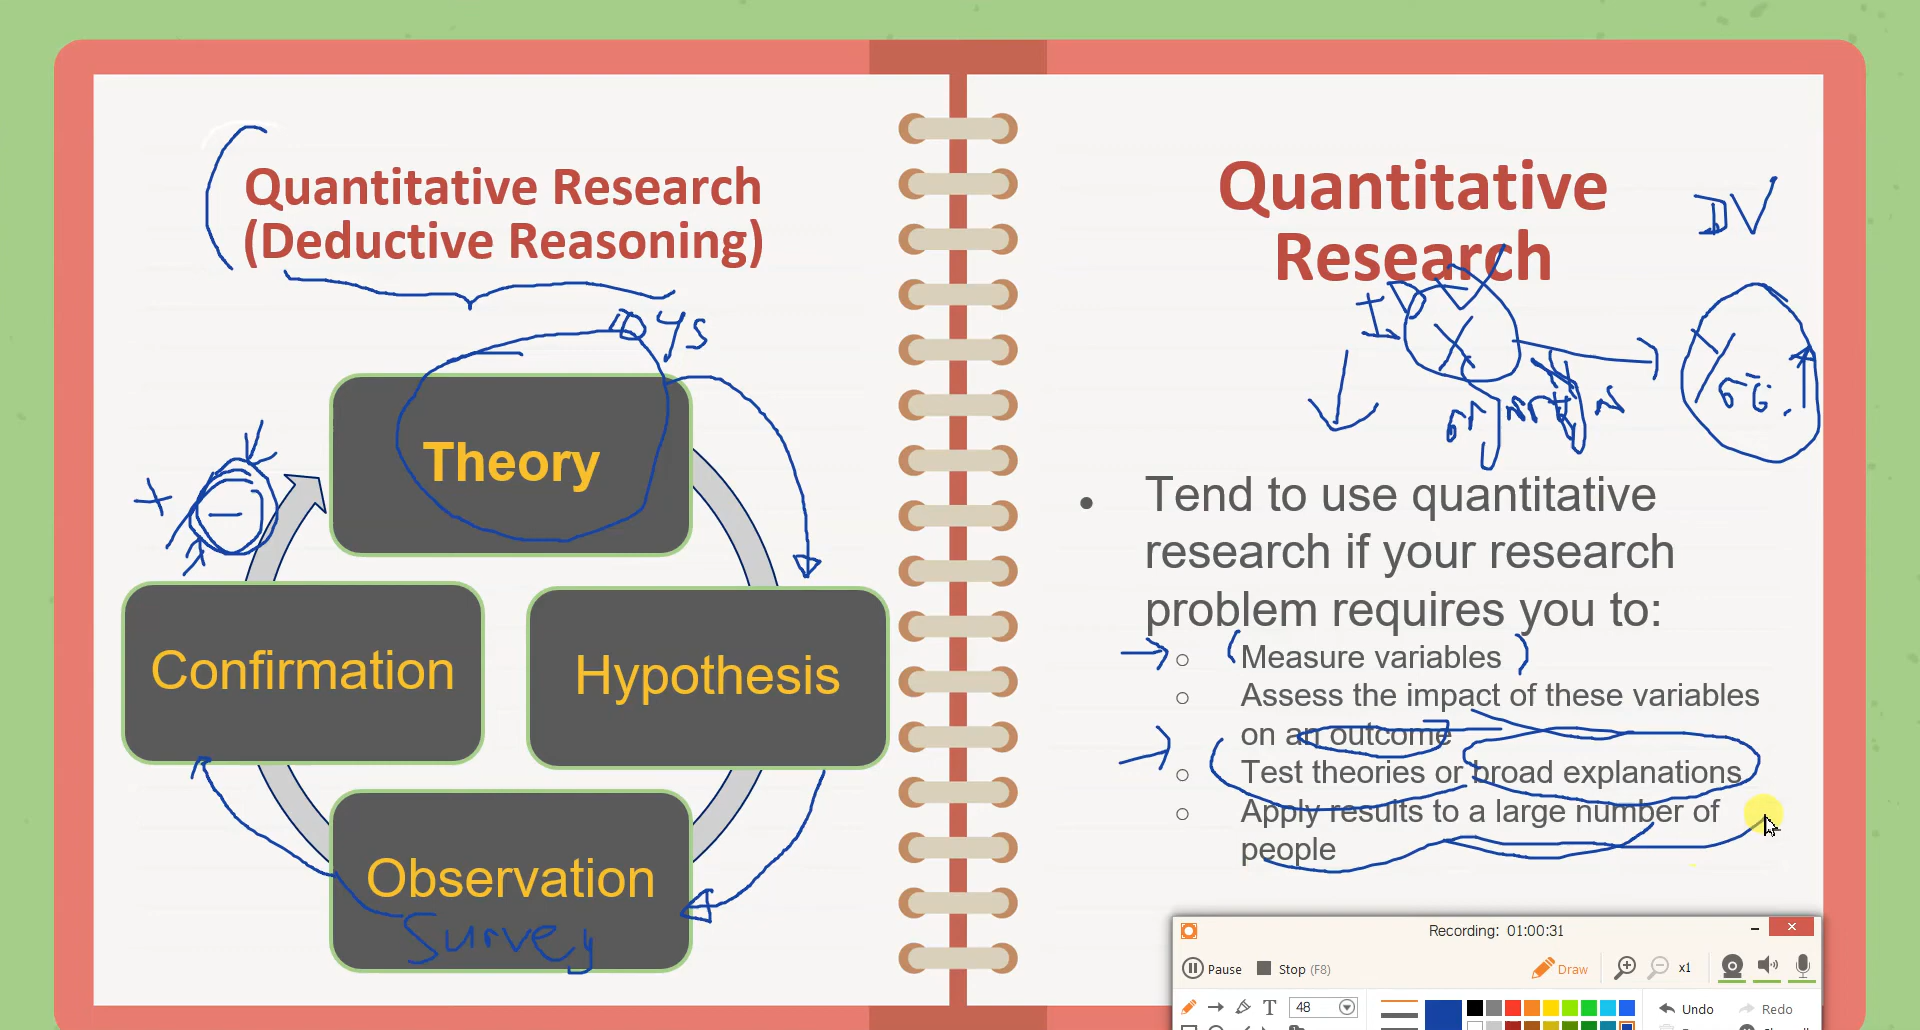 Quantitative Research
(Deductive Reasoning)
Theory
Confirmation
Hypothesis
Observation
Survey
Quantitative
Research
DV
IV
X
Y
Tend to use quantitative
research if your research
problem requires you to:
Measure variables
Assess the impact of these variables
on an outcome
Test theories or broad explanations
Apply results to a large number of
people
Recording: 01:00:31
Pause
Stop (F8)
Draw
x1
T
48
Undo
Redo